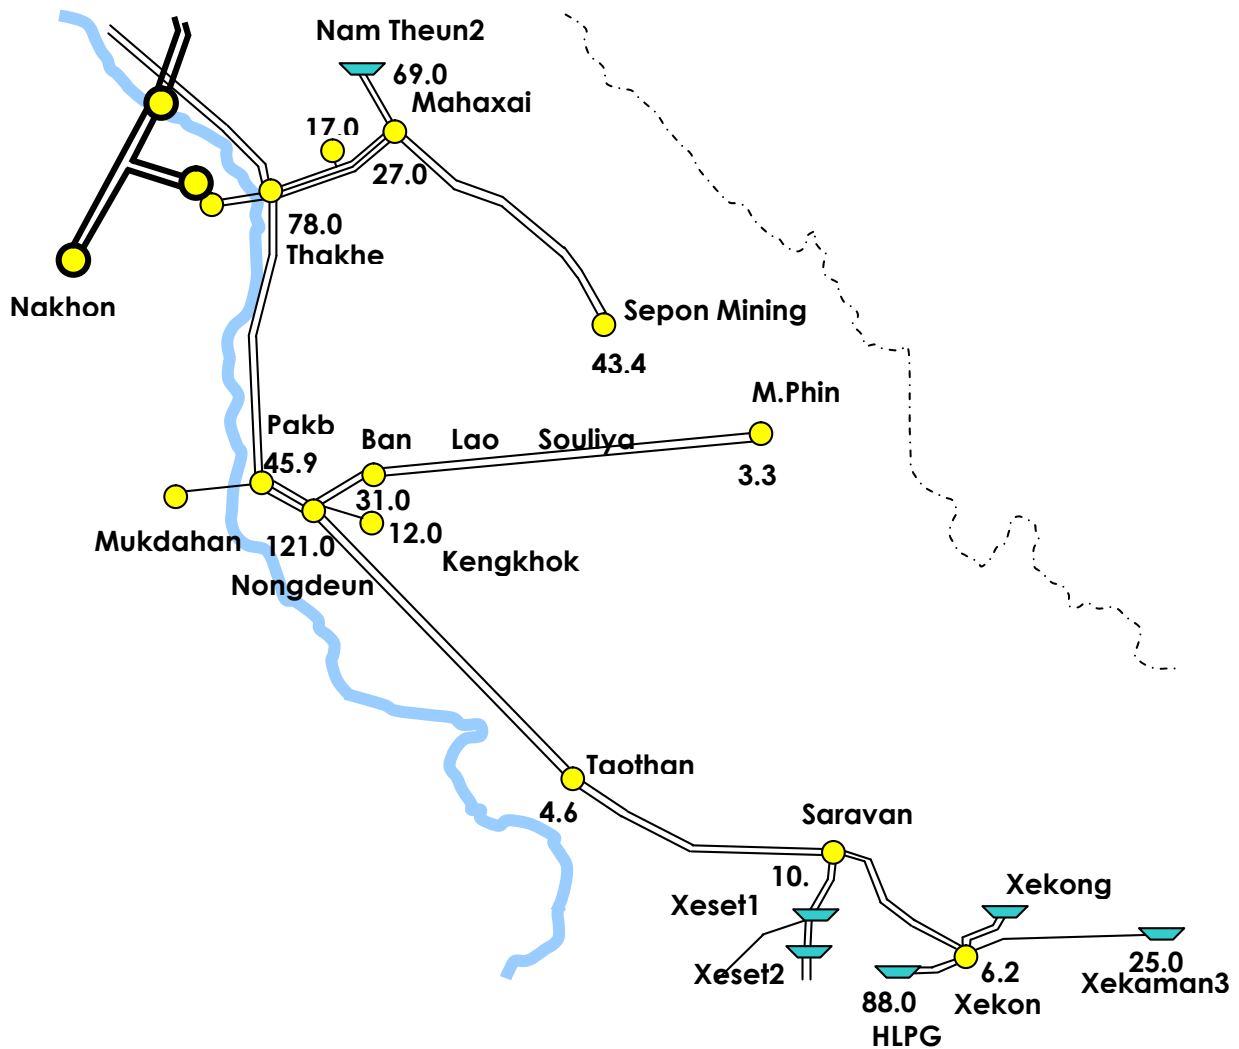 Nam Theun2
69.0
Mahaxai
17.0
27.0
78.0
Thakhe
Nakhon
Sepon Mining
43.4
M.Phin
3.3
Pakb
45.9
Ban Lao Souliya
31.0
12.0
Mukdahan
121.0
Kengkhok
Nongdeun
Taothan
4.6
Saravan
10.
Xeset1
Xekong
Xeset2
6.2
25.0
Xekaman3
88.0
Xekon
HLPG